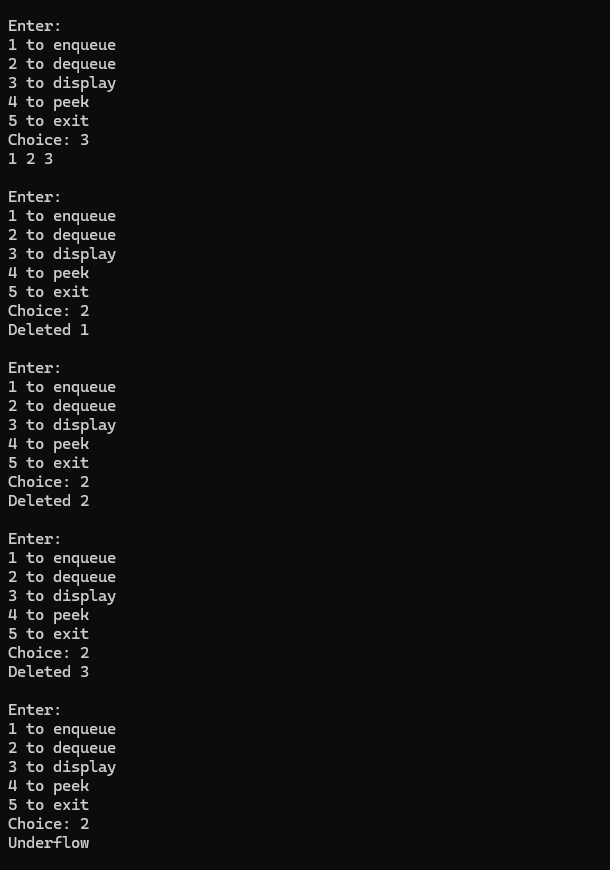 Enter:
1 to enqueue
2 to dequeue
3 to display
4 to peek
5 to exit
Choice: 3
1 2 3
Enter:
1 to enqueue
2 to dequeue
3 to display
4 to peek
5 to exit
Choice: 2
Deleted 1
Enter:
1 to enqueue
2 to dequeue
3 to display
4 to peek
5 to exit
Choice: 2
Deleted 2
Enter:
1 to enqueue
2 to dequeue
3 to display
4 to peek
5 to exit
Choice: 2
Deleted 3
Enter:
1 to enqueue
2 to dequeue
3 to display
4 to peek
5 to exit
Choice: 2
Underflow